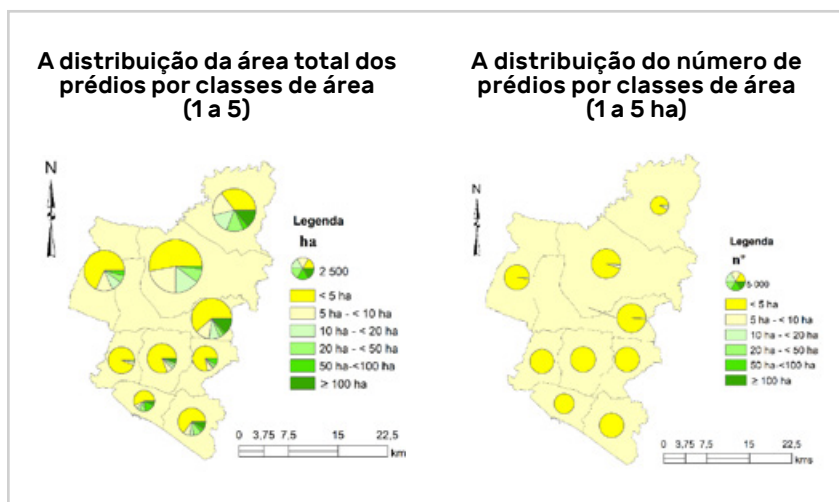 A distribuição da área total dos
prédios por classes de área
(1 a 5)
N
Legenda
ha
2 500
< 5 ha
5 ha - < 10 ha
10 ha - < 20 ha
20 ha - < 50 ha
50 ha -<100 ha
≥ 100 ha
0 3,75 7,5 15 22,5
km
A distribuição do número de
prédios por classes de área
(1 a 5 ha)
N
Legenda
nº
5 000
< 5 ha
5 ha - < 10 ha
10 ha - < 20 ha
20 ha - < 50 ha
50 ha -<100 ha
≥ 100 ha
0 3,75 7,5 15 22,5
kms